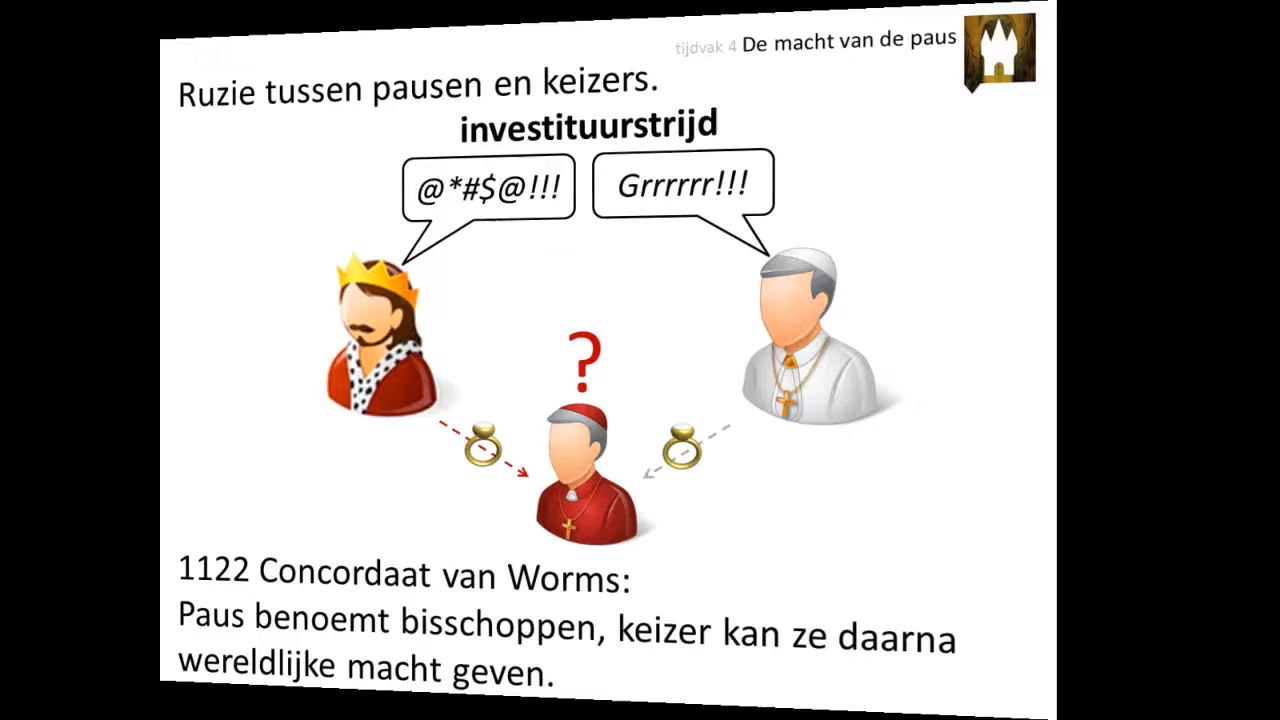 tijdvak 4 De macht van de paus
Ruzie tussen pausen en keizers.
investituurstrijd
@*#$@!!!
Grrrrrr!!!
?
1122 Concordaat van Worms:
Paus benoemt bisschoppen, keizer kan ze daarna
wereldlijke macht geven.